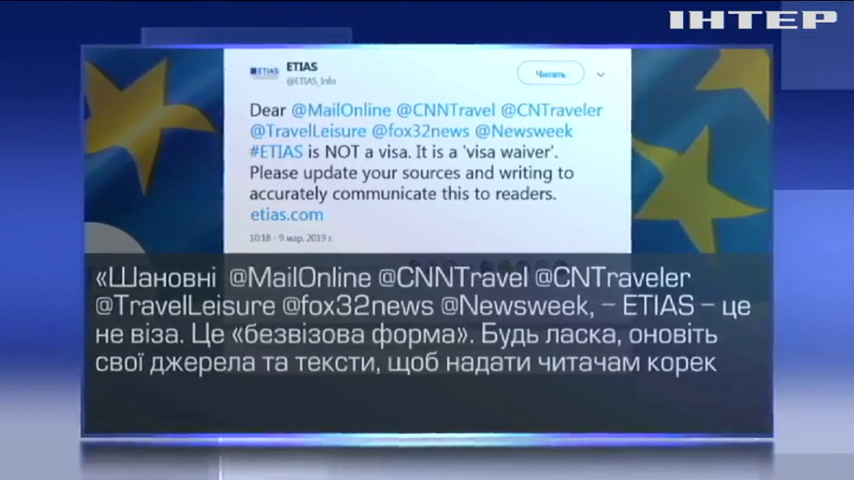 ІНТЕР
ETIAS
ETIAS
@ETIAS_Info
Читать
Dear @MailOnline @CNNTravel @CNTraveler
@TravelLeisure @fox32news @Newsweek
#ETIAS is NOT a visa. It is a 'visa waiver'.
Please update your sources and writing to
accurately communicate this to readers.
etias.com
10:18 - 9 мар. 2019 г.
«Шановні @MailOnline @CNNTravel @CNTraveler
@TravelLeisure @fox32news @Newsweek, – ETIAS – це
не віза. Це «безвізова форма». Будь ласка, оновіть
свої джерела та тексти, щоб надати читачам корек